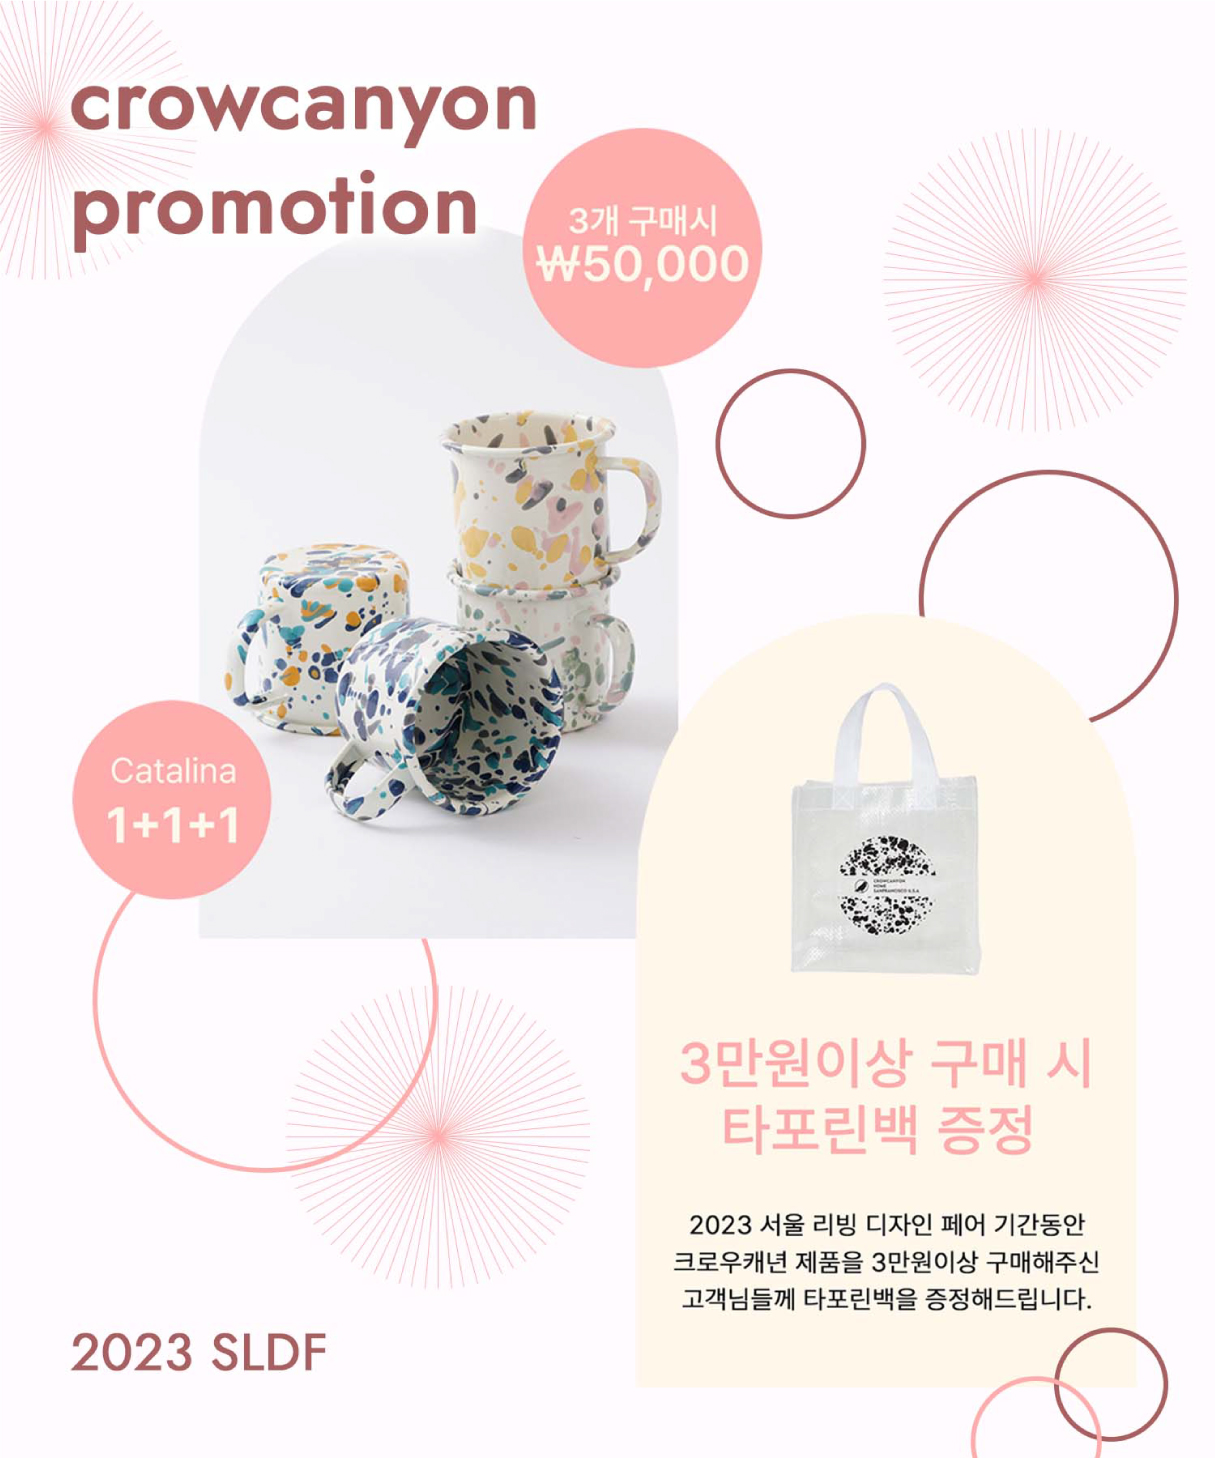 crowcanyon
promotion
3개 구매시
₩50,000
Catalina
1+1+1
CROWCANYON
HOME
SANFRANCISCO U.S.A
3만원이상 구매 시
타포린백 증정
2023 서울 리빙 디자인 페어 기간동안
크로우캐년 제품을 3만원이상 구매해주신
고객님들께 타포린백을 증정해드립니다.
2023 SLDF